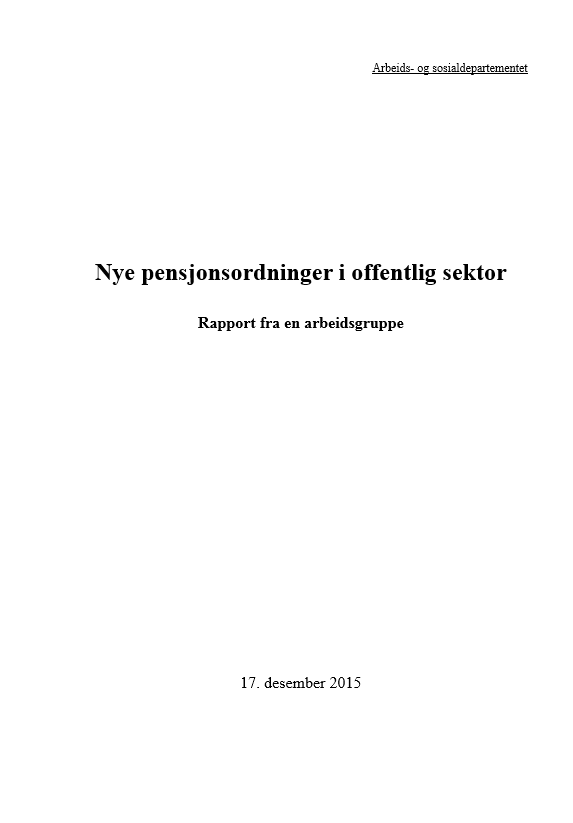 Arbeids- og sosialdepartementet
Nye pensjonsordninger i offentlig sektor
Rapport fra en arbeidsgruppe
17. desember 2015